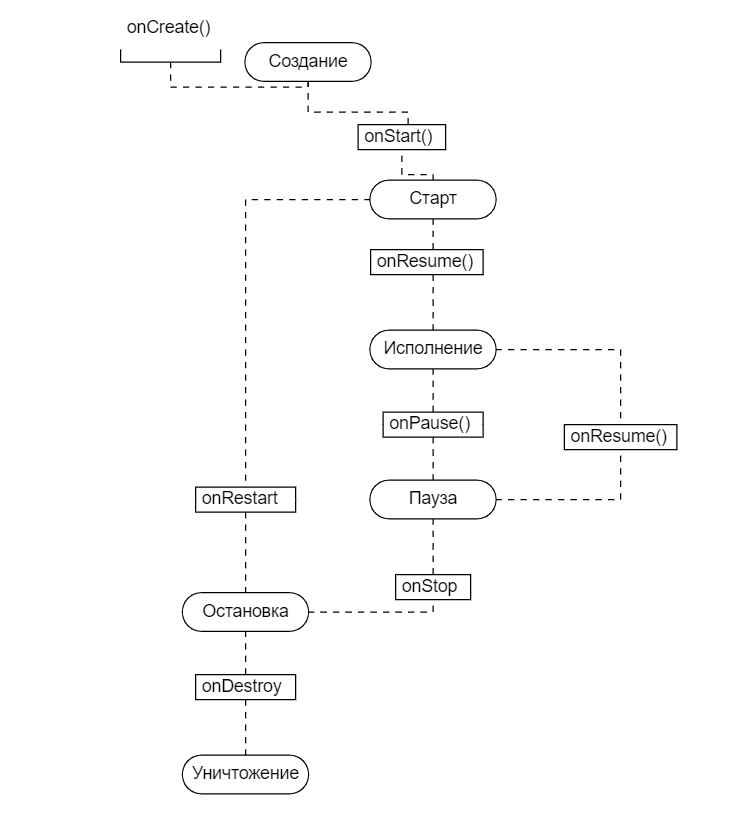 onCreate()
Создание
onStart()
Старт
onResume()
Исполнение
onPause()
onResume()
Пауза
onRestart
onStop
Остановка
onDestroy
Уничтожение